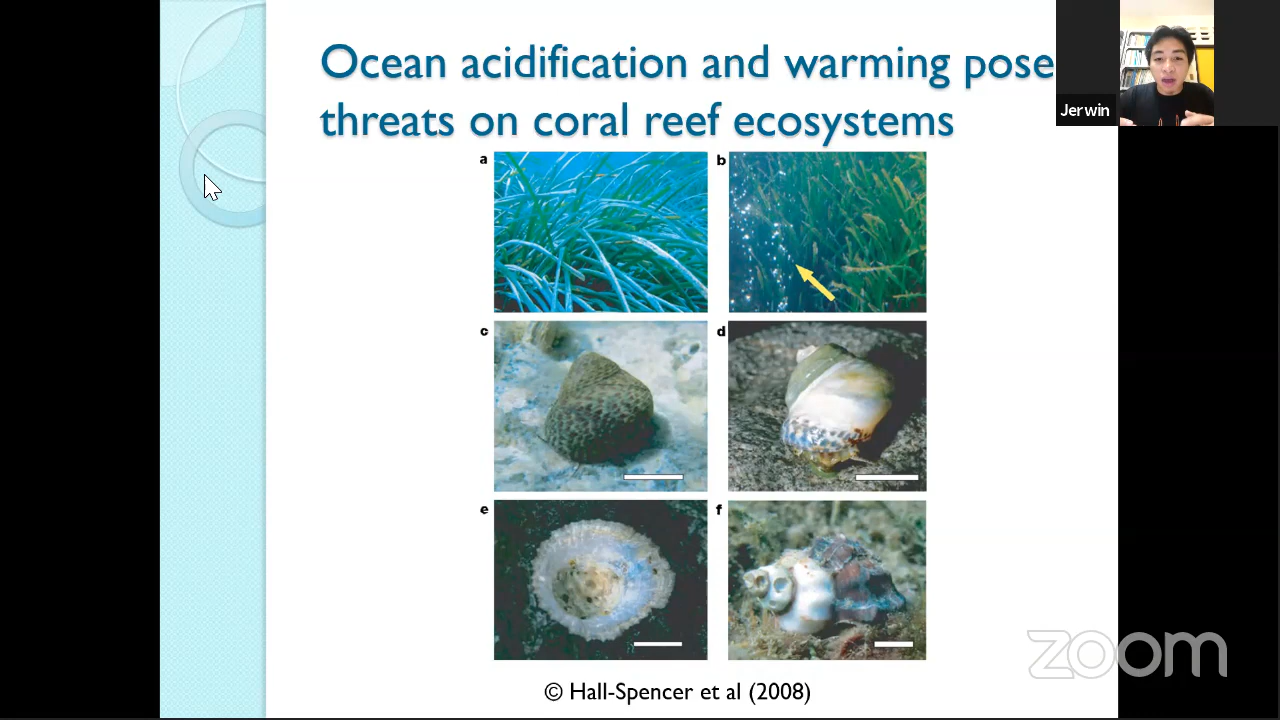 Ocean acidification and warming pose
threats on coral reef ecosystems
Jerwin
a
b
c
d
e
f
© Hall-Spencer et al (2008)
zoom